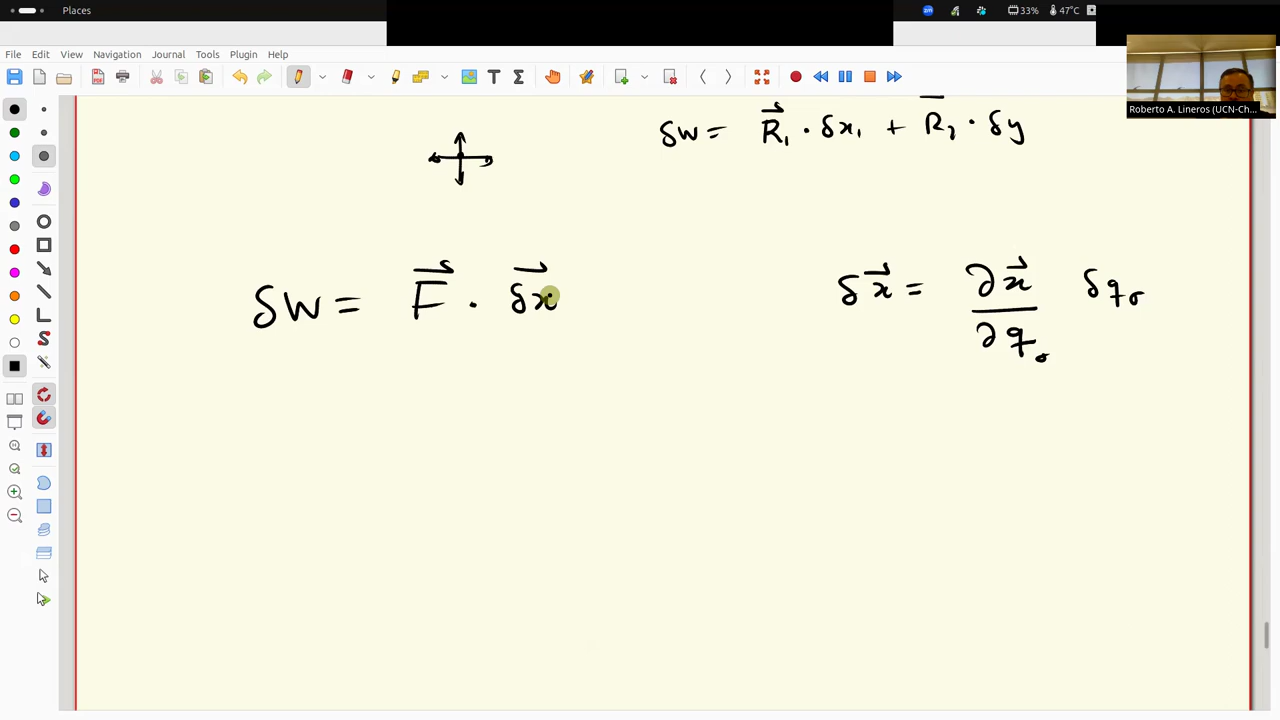 Places
33% 47°C
File Edit View Navigation Journal Tools Plugin Help
Roberto A. Lineros (UCN-Ch...
δW = R⃗₁ · δx₁ + R⃗₂ · δy
δW = F⃗ · δx⃗
δx⃗ = ∂x⃗/∂q_σ δq_σ